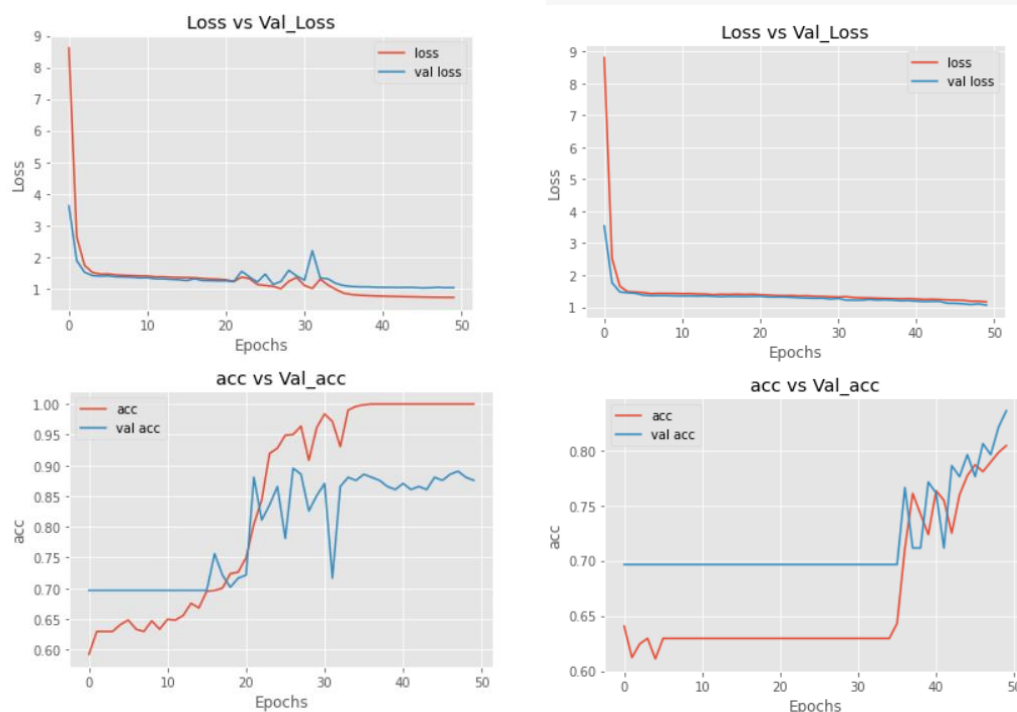 Loss vs Val_Loss
9
8
7
6
5
4
3
2
1
Loss
loss
val loss
0 10 20 30 40 50
Epochs
Loss vs Val_Loss
9
8
7
6
5
4
3
2
1
Loss
loss
val loss
0 10 20 30 40 50
Epochs
acc vs Val_acc
1.00
0.95
0.90
0.85
0.80
0.75
0.70
0.65
0.60
acc
acc
val acc
0 10 20 30 40 50
Epochs
acc vs Val_acc
0.80
0.75
0.70
0.65
0.60
acc
acc
val acc
0 10 20 30 40 50
Epochs